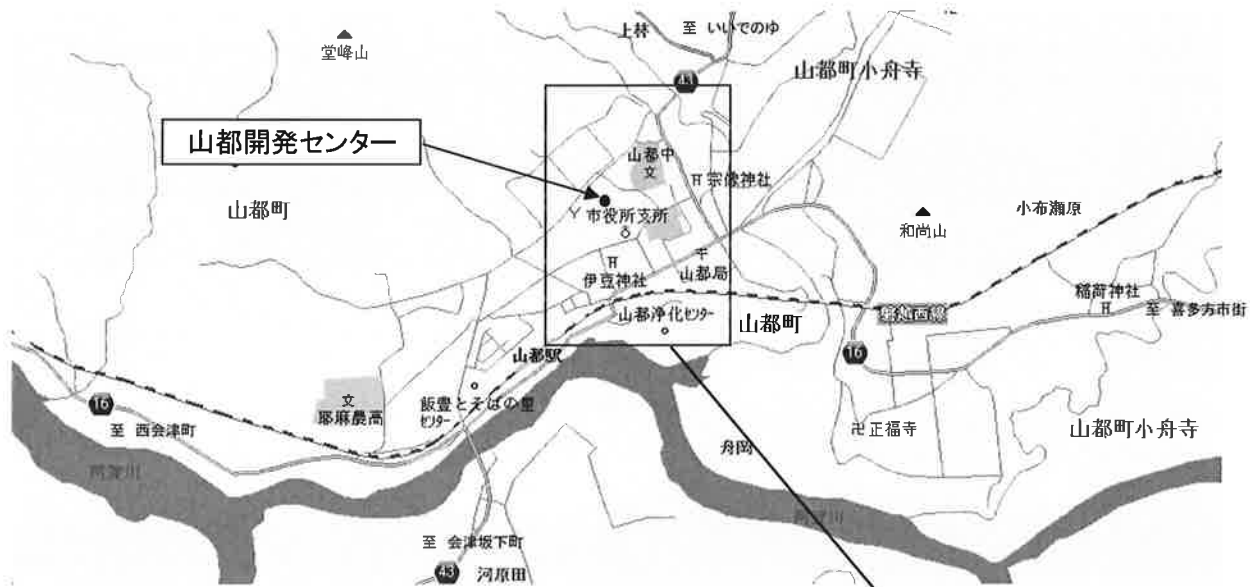 上林
至 いいでのゆ
堂峰山
43
山都町小舟寺
山都開発センター
山都中
文
宗像神社
山都町
市役所支所
和尚山
小布瀬原
伊豆神社
山都局
稲荷神社
至 喜多方市街
山都浄化センター
山都町
磐越西線
山都駅
16
文
耶麻農高
飯豊とそばの里
センター
16
至 西会津町
正福寺
山都町小舟寺
舟岡
阿賀川
阿賀川
至 会津坂下町
43
河原田